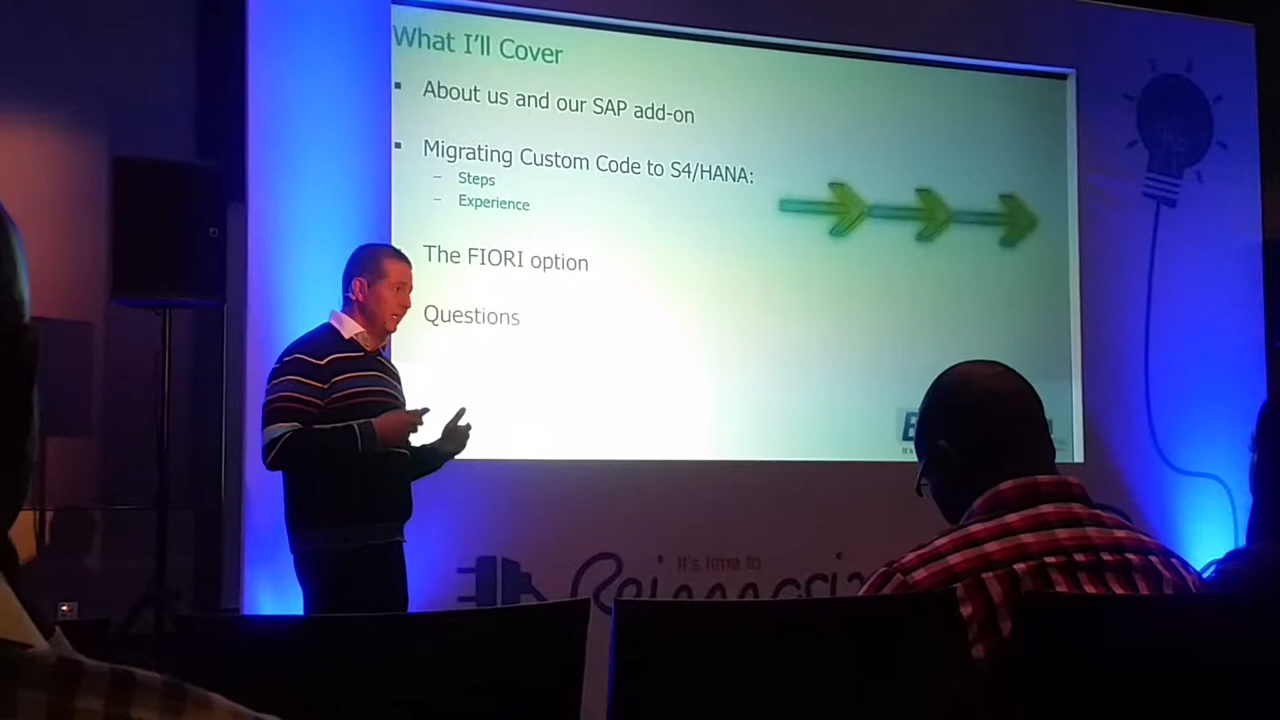 What I'll Cover
▪ About us and our SAP add-on
▪ Migrating Custom Code to S4/HANA:
– Steps
– Experience
The FIORI option
Questions
It's time to